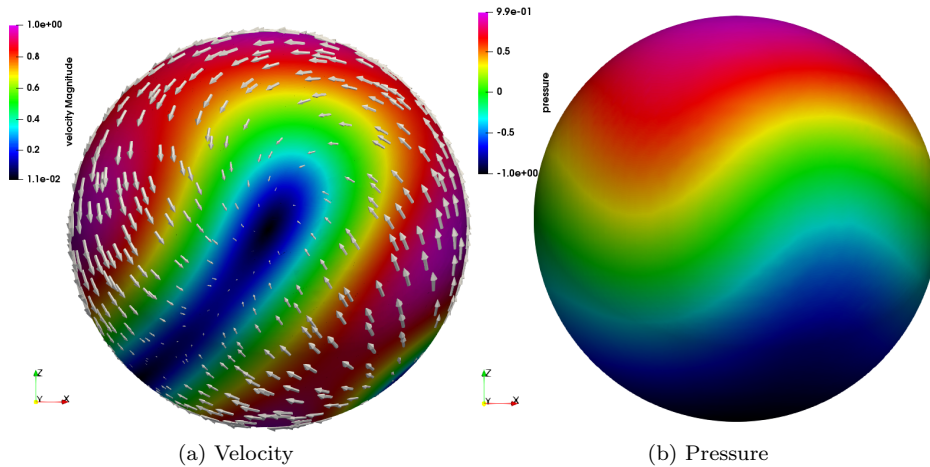 1.0e+00
0.8
0.6
0.4
0.2
1.1e-02
velocity Magnitude
Z
Y
X
(a) Velocity
9.9e-01
0.5
0
-0.5
-1.0e+00
pressure
Z
Y
X
(b) Pressure